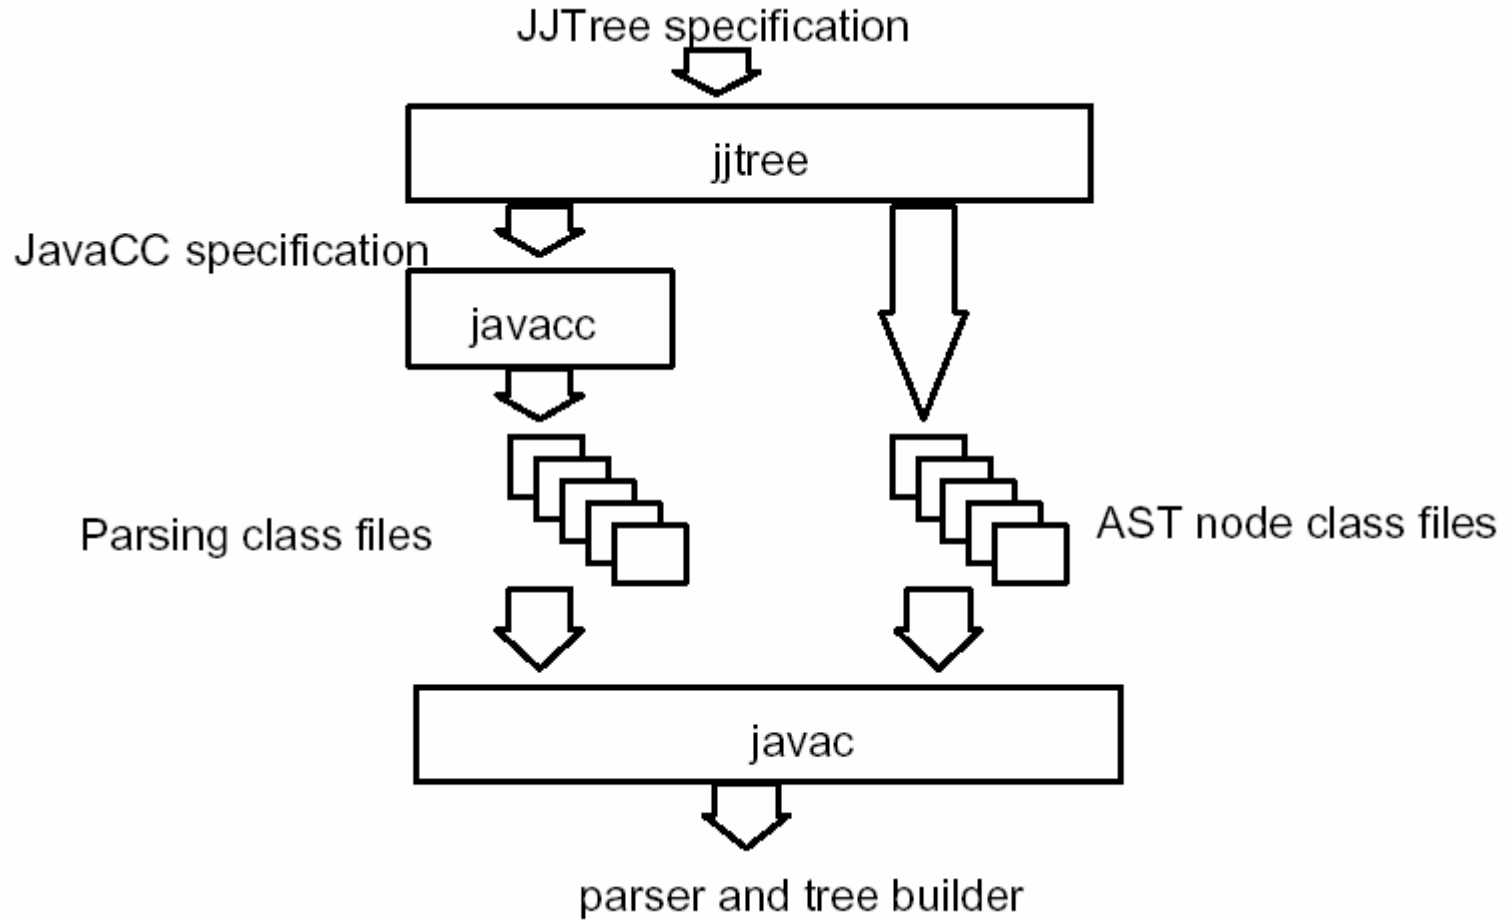 JJTree specification
jjtree
JavaCC specification
javacc
Parsing class files
AST node class files
javac
parser and tree builder